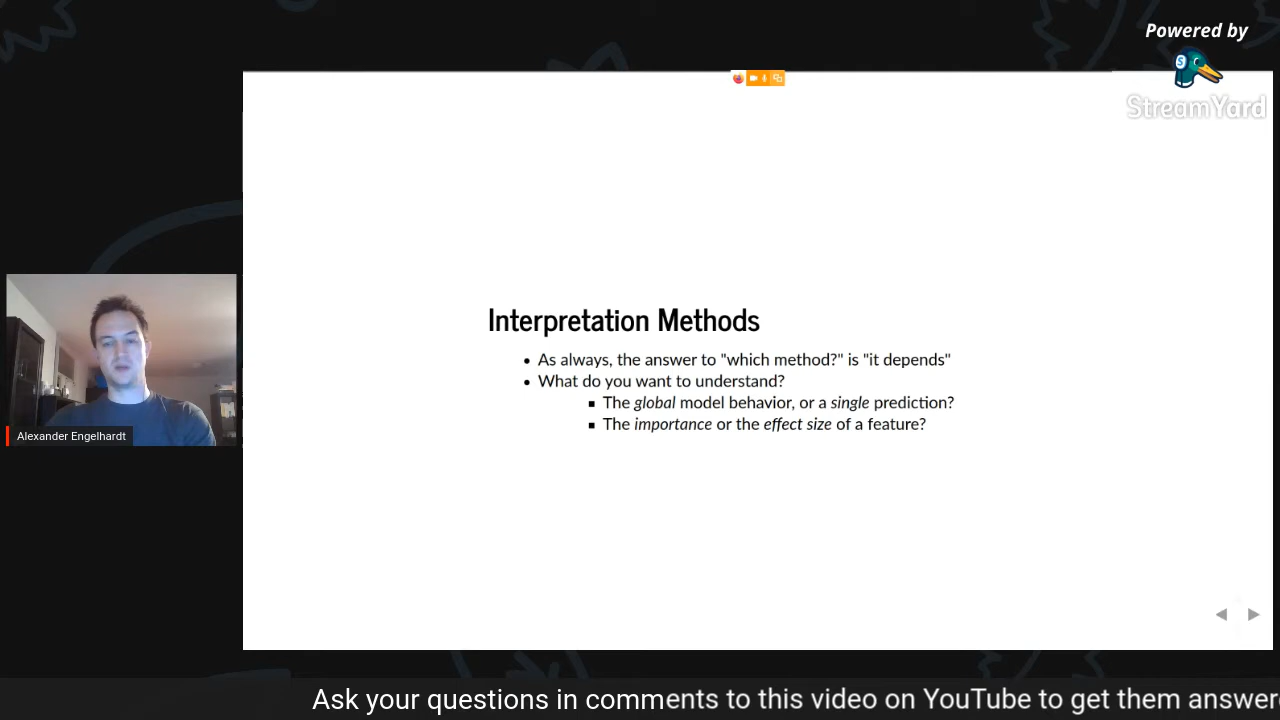 Powered by
StreamYard
Interpretation Methods
As always, the answer to "which method?" is "it depends"
What do you want to understand?
The global model behavior, or a single prediction?
The importance or the effect size of a feature?
Alexander Engelhardt
Ask your questions in comments to this video on YouTube to get them answer